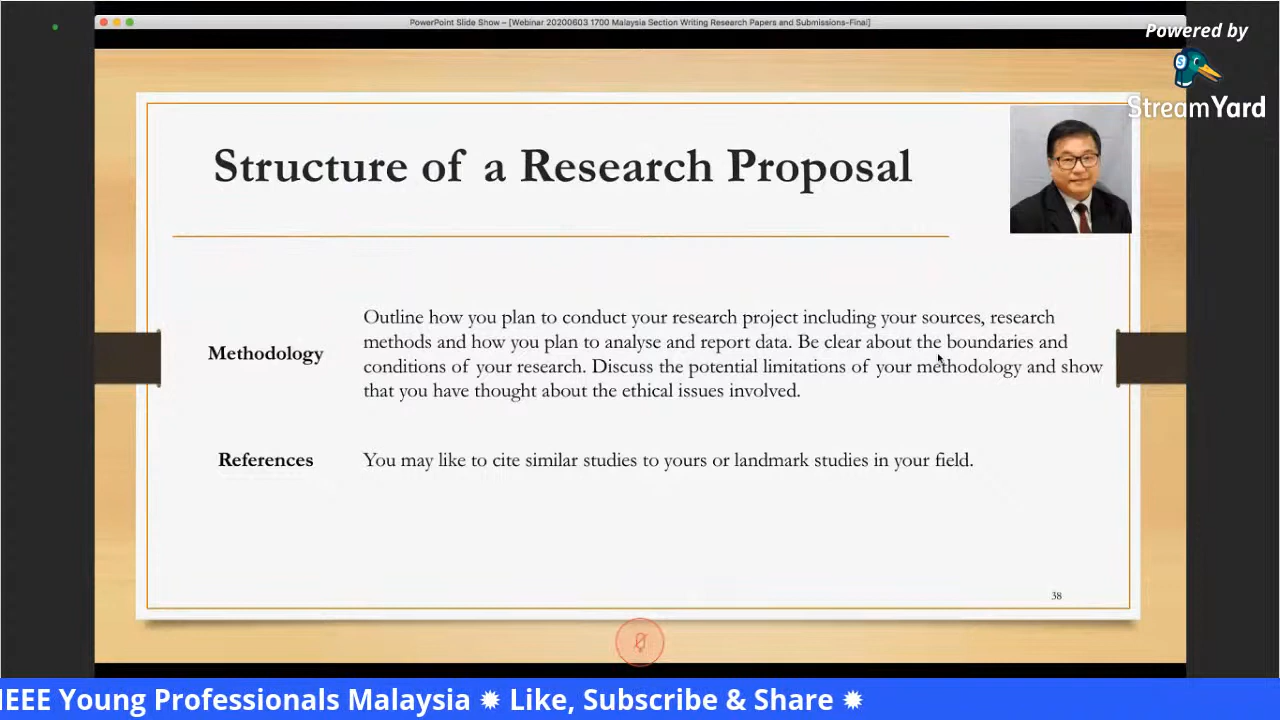 PowerPoint Slide Show – [Webinar 20200603 1700 Malaysia Section Writing Research Papers and Submissions-Final]
Powered by
StreamYard
Structure of a Research Proposal
Methodology
Outline how you plan to conduct your research project including your sources, research
methods and how you plan to analyse and report data. Be clear about the boundaries and
conditions of your research. Discuss the potential limitations of your methodology and show
that you have thought about the ethical issues involved.
References
You may like to cite similar studies to yours or landmark studies in your field.
38
IEEE Young Professionals Malaysia ✹ Like, Subscribe & Share ✹